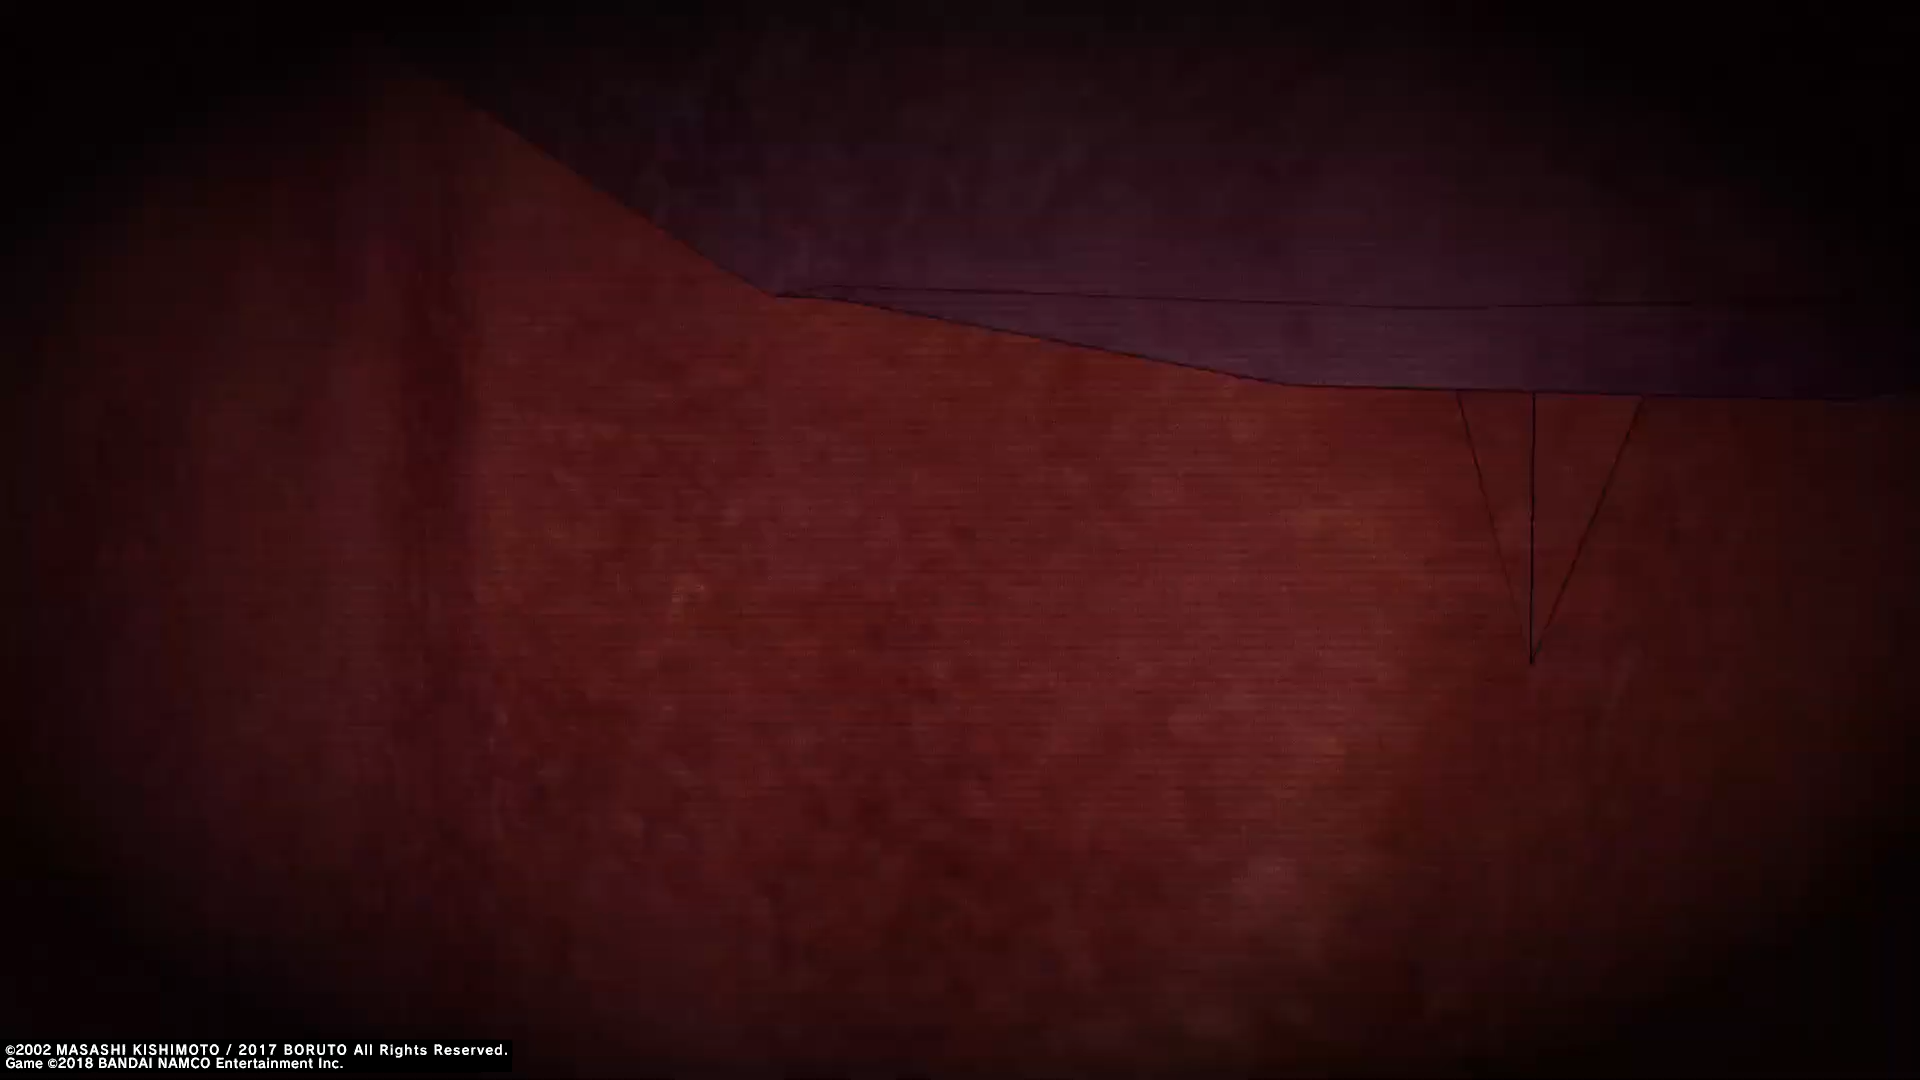 ©2002 MASASHI KISHIMOTO / 2017 BORUTO All Rights Reserved.
Game ©2018 BANDAI NAMCO Entertainment Inc.